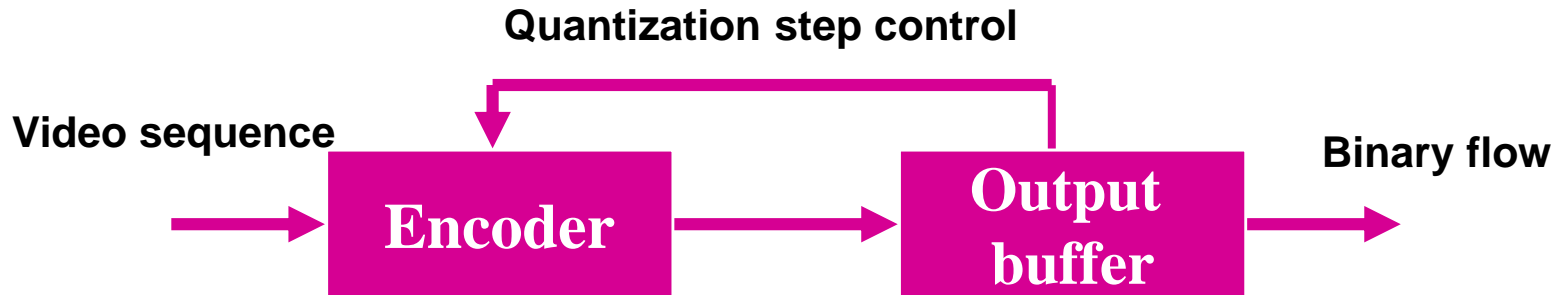 Quantization step control
Video sequence
Binary flow
Encoder
Output
buffer